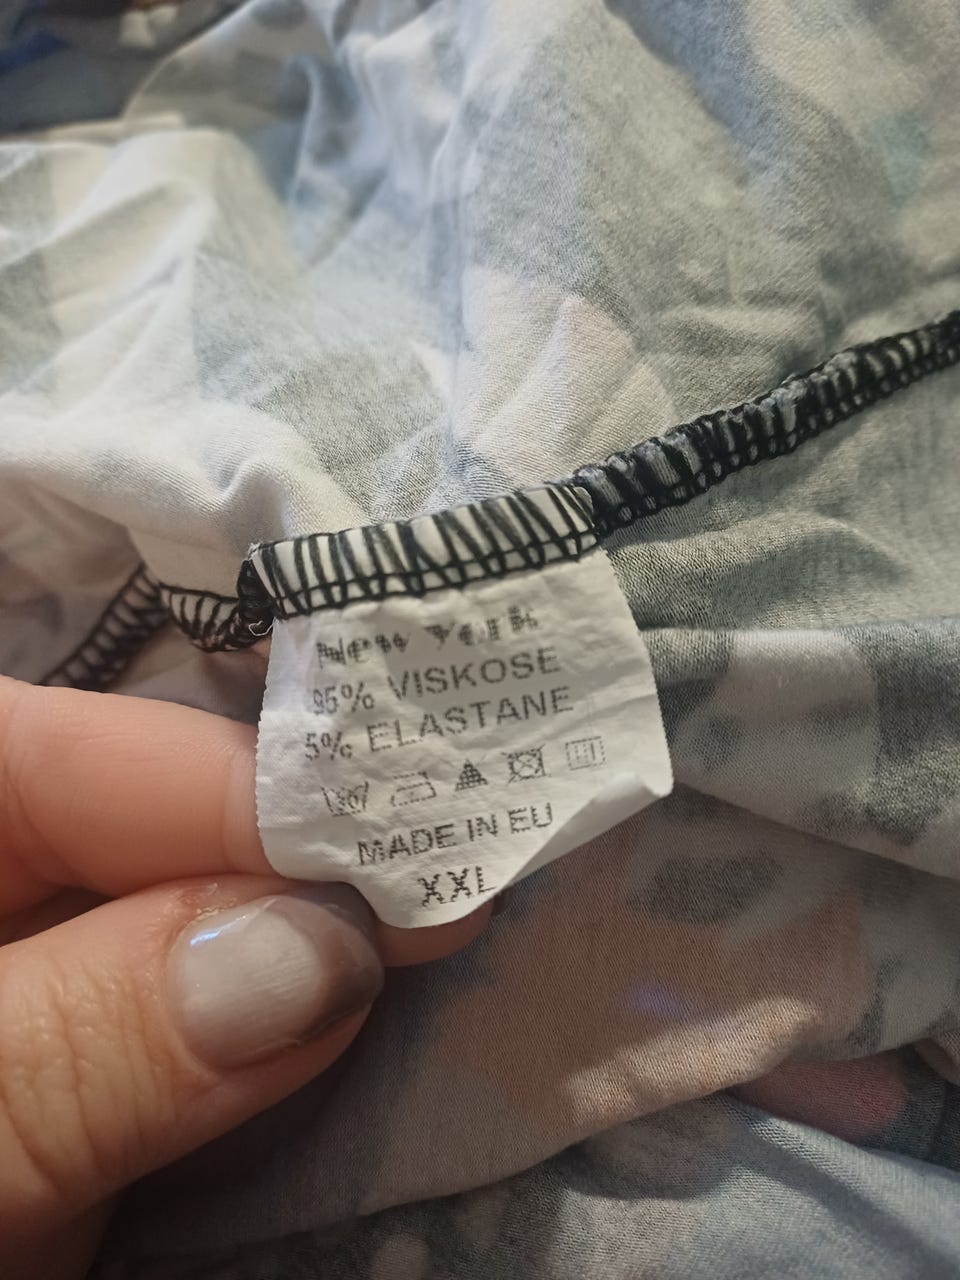 New York
95% VISKOSE
5% ELASTANE
MADE IN EU
XXL